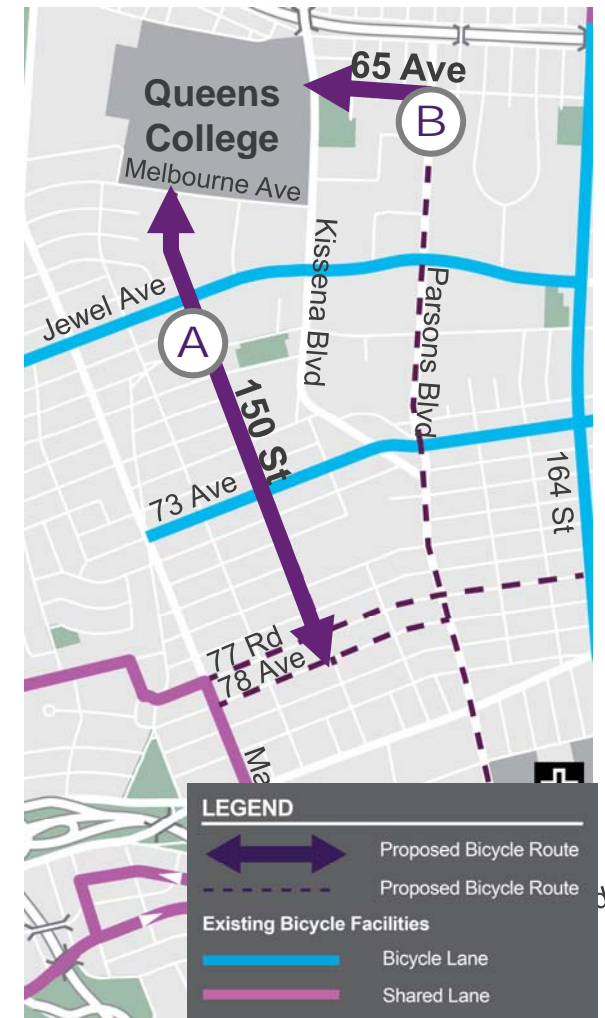 65 Ave
B
Queens
College
Melbourne Ave
Kissena Blvd
Jewel Ave
Parsons Blvd
A
150 St
73 Ave
164 St
77 Rd
78 Ave
Ma
LEGEND
Proposed Bicycle Route
Proposed Bicycle Route
Existing Bicycle Facilities
Bicycle Lane
Shared Lane